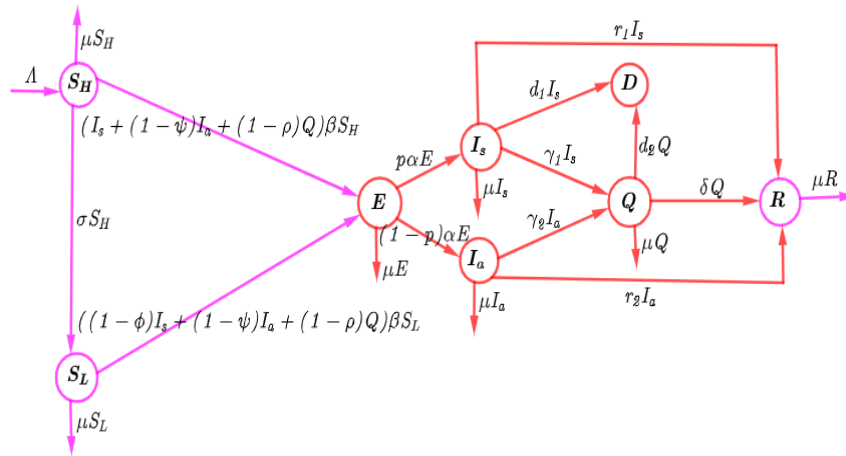 r₁Iₛ
μS_H
Λ
S_H
D
d₁Iₛ
(Iₛ + (1 − ψ)Iₐ + (1 − ρ)Q)βS_H
Iₛ
d₂Q
pαE
γ₁Iₛ
μIₛ
μR
E
Q
δQ
R
σS_H
(1 − p)αE
γ₂Iₐ
μE
Iₐ
μQ
μIₐ
r₂Iₐ
((1 − ϕ)Iₛ + (1 − ψ)Iₐ + (1 − ρ)Q)βS_L
S_L
μS_L